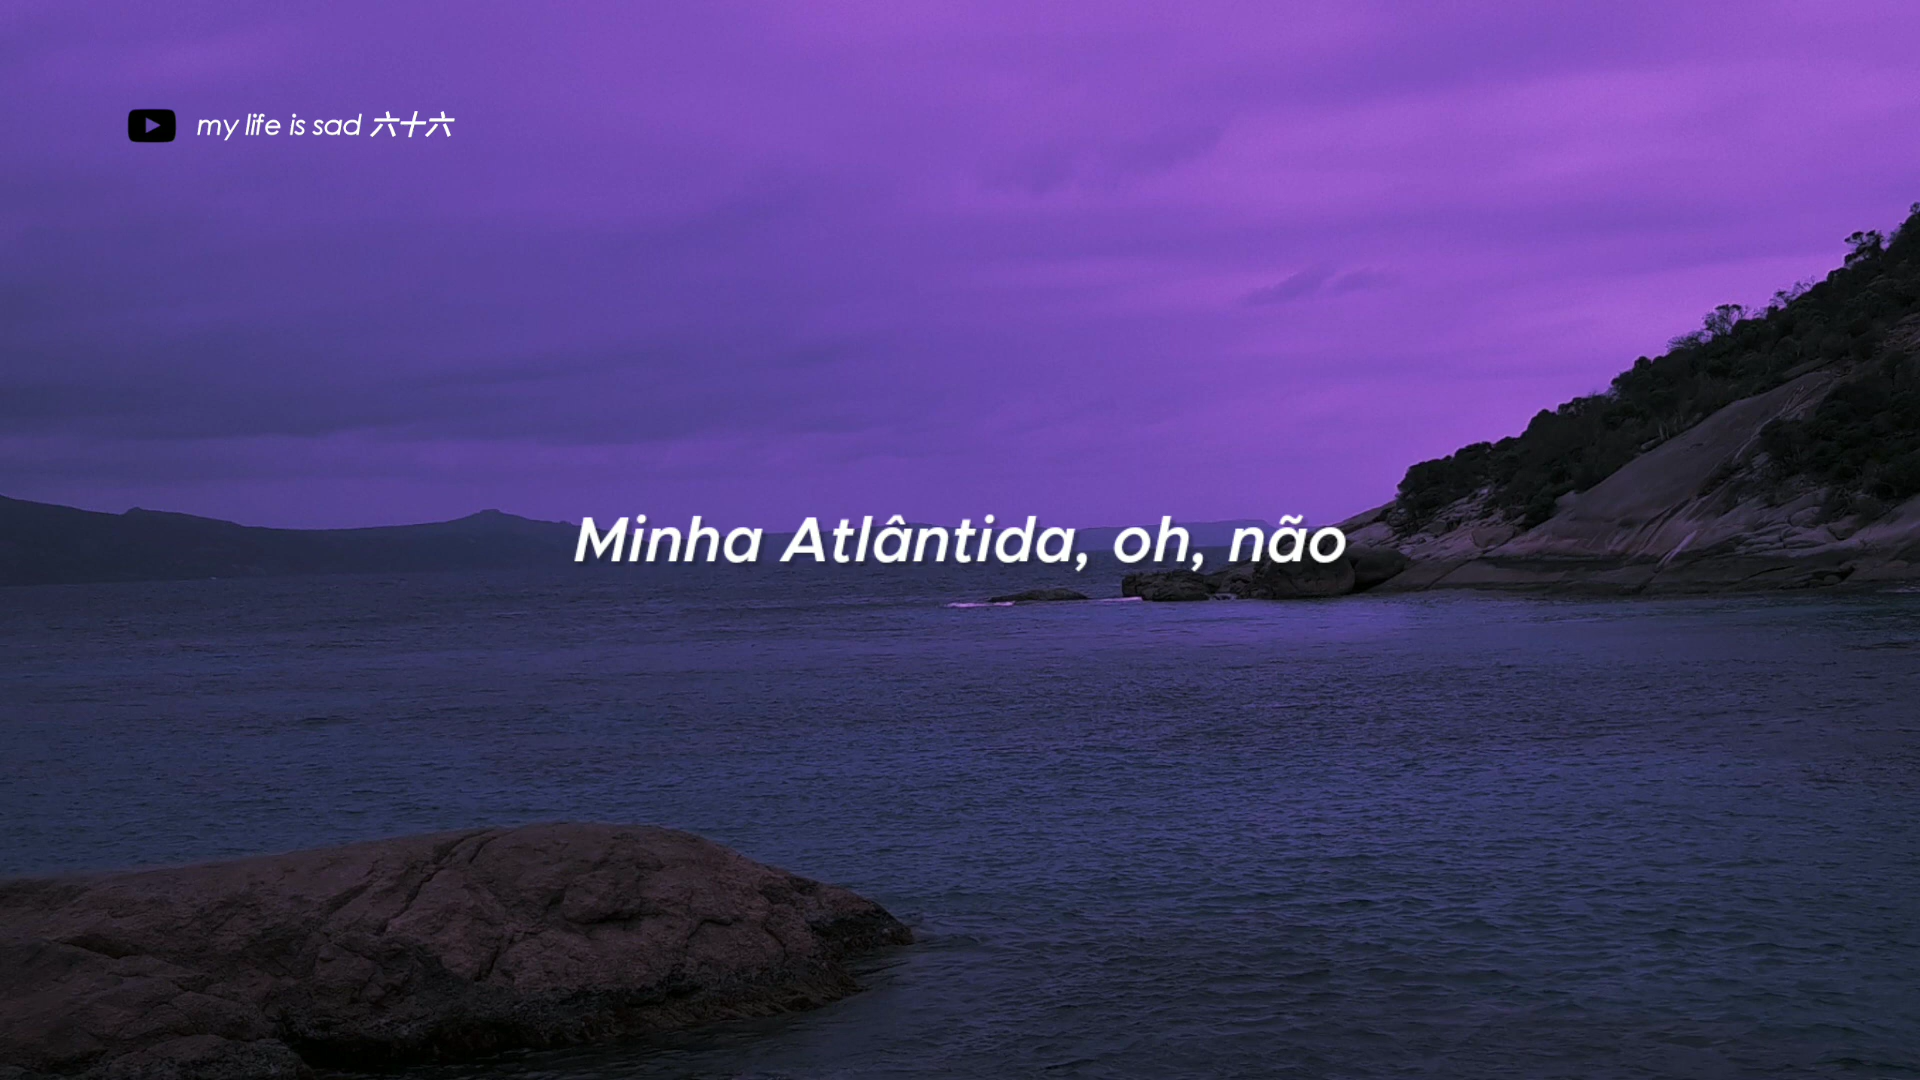 my life is sad 六十六
Minha Atlântida, oh, não